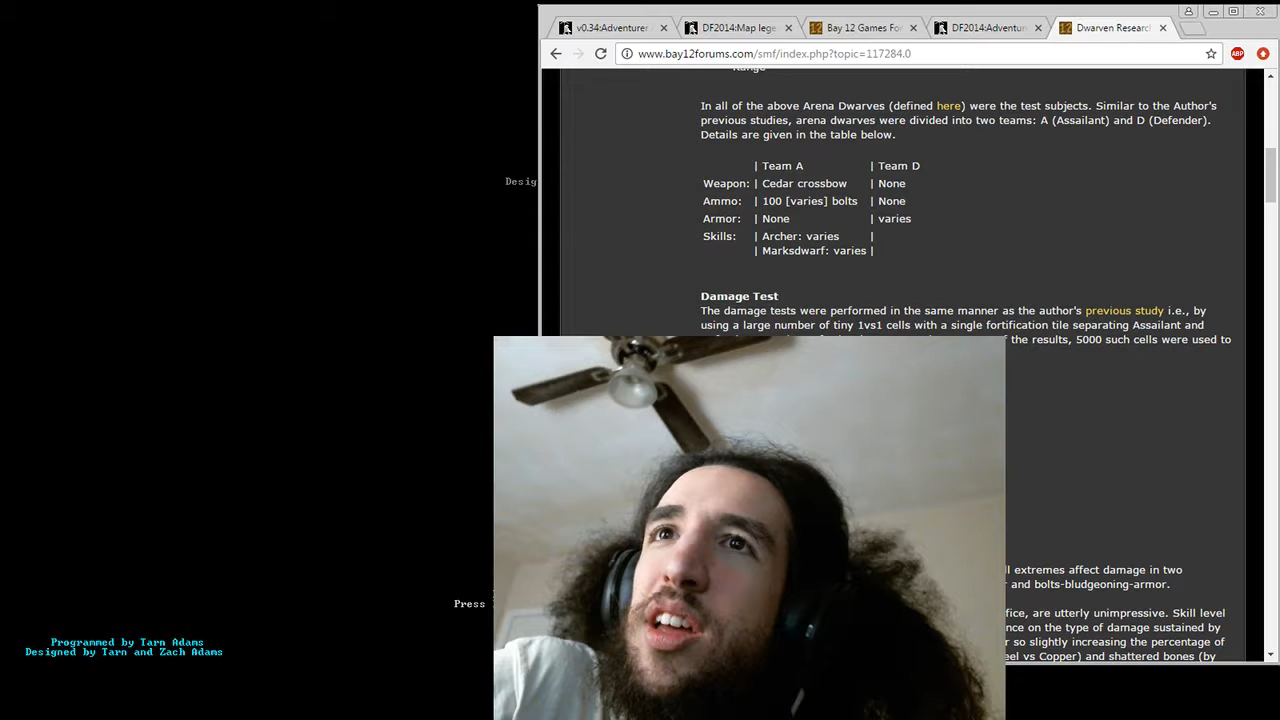 v0.34:Adventurer
DF2014:Map lege
Bay 12 Games Fo
DF2014:Adventu
Dwarven Researc
www.bay12forums.com/smf/index.php?topic=117284.0
ABP
Range
In all of the above Arena Dwarves (defined here) were the test subjects. Similar to the Author's
previous studies, arena dwarves were divided into two teams: A (Assailant) and D (Defender).
Details are given in the table below.
| Team A | Team D
Weapon: | Cedar crossbow | None
Ammo: | 100 [varies] bolts | None
Armor: | None | varies
Skills: | Archer: varies |
| Marksdwarf: varies |
Desig
Damage Test
The damage tests were performed in the same manner as the author's previous study i.e., by
using a large number of tiny 1vs1 cells with a single fortification tile separating Assailant and
of the results, 5000 such cells were used to
ll extremes affect damage in two
r and bolts-bludgeoning-armor.
Press
fice, are utterly unimpressive. Skill level
nce on the type of damage sustained by
r so slightly increasing the percentage of
eel vs Copper) and shattered bones (by
Programmed by Tarn Adams
Designed by Tarn and Zach Adams